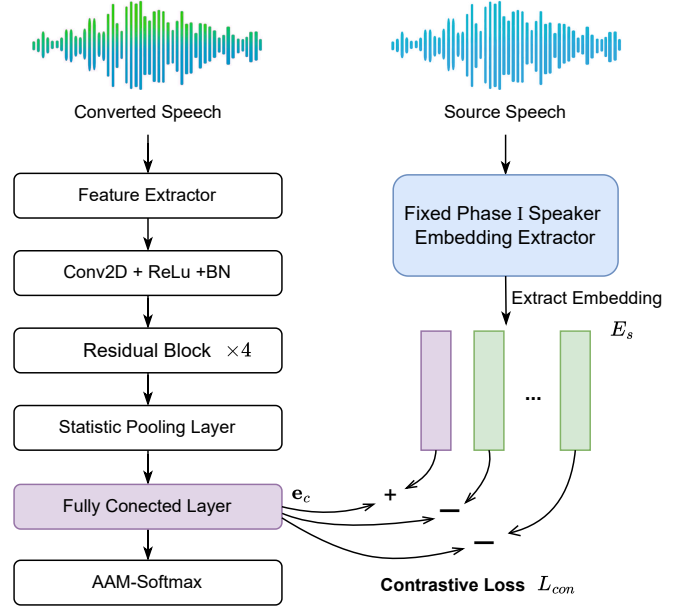 Converted Speech
Feature Extractor
Conv2D + ReLu +BN
Residual Block ×4
Statistic Pooling Layer
Fully Conected Layer
AAM-Softmax
Source Speech
Fixed Phase I Speaker
Embedding Extractor
Extract Embedding
E_s
...
e_c
+
—
—
Contrastive Loss L_con